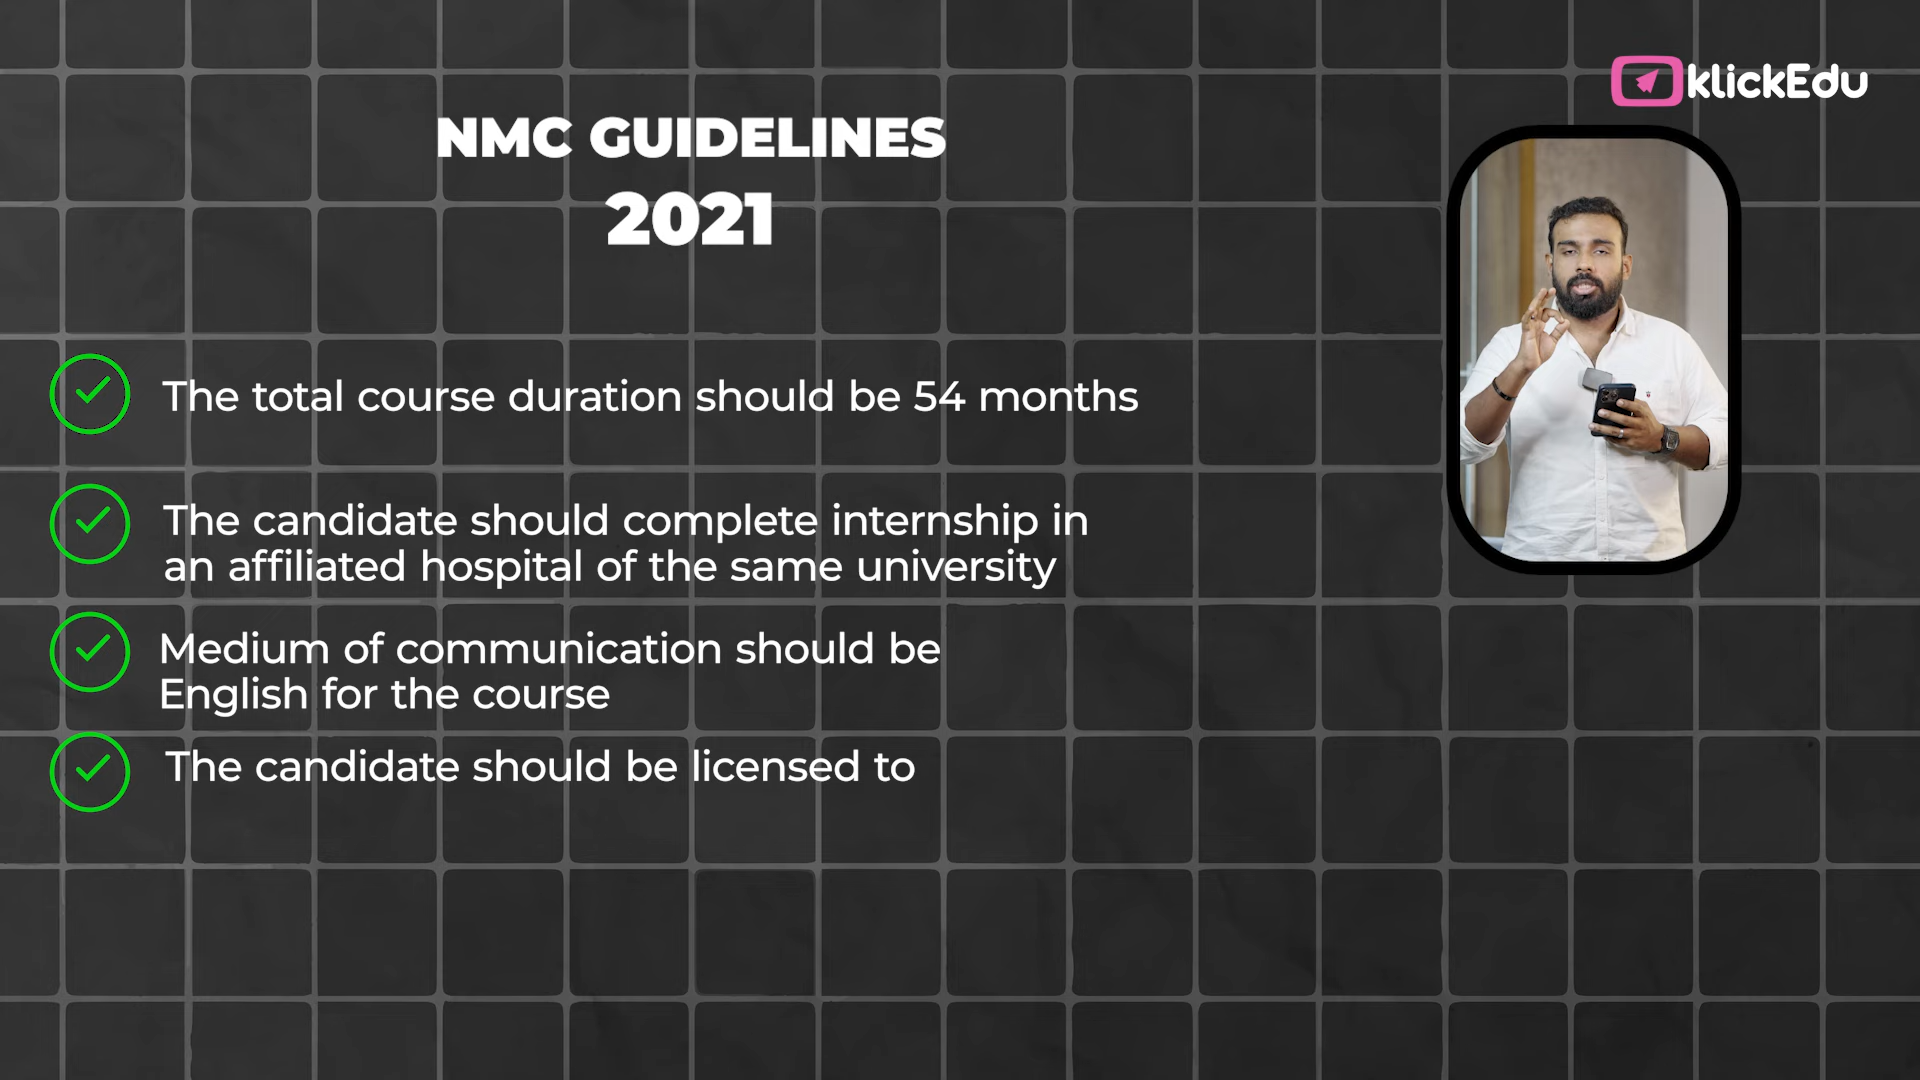 klickEdu
NMC GUIDELINES
2021
The total course duration should be 54 months
The candidate should complete internship in
an affiliated hospital of the same university
Medium of communication should be
English for the course
The candidate should be licensed to